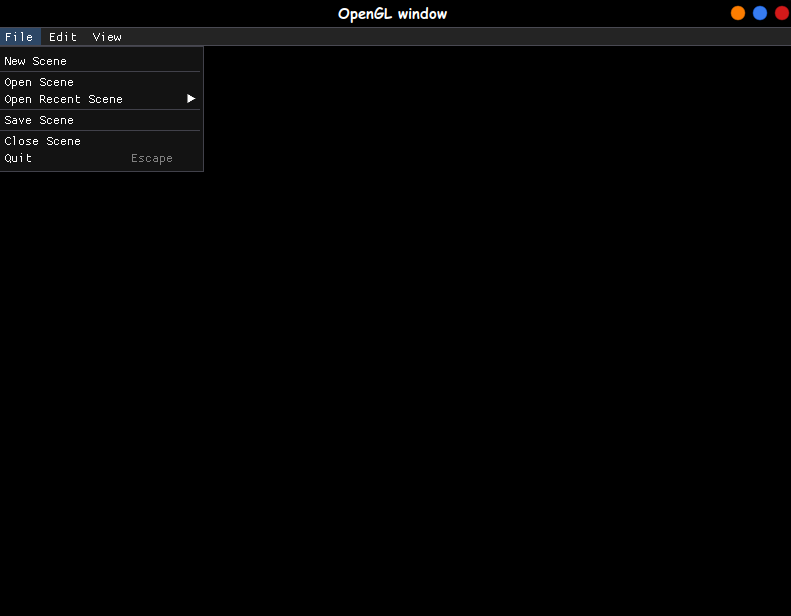 OpenGL window
File Edit View
New Scene
Open Scene
Open Recent Scene
Save Scene
Close Scene
Quit Escape